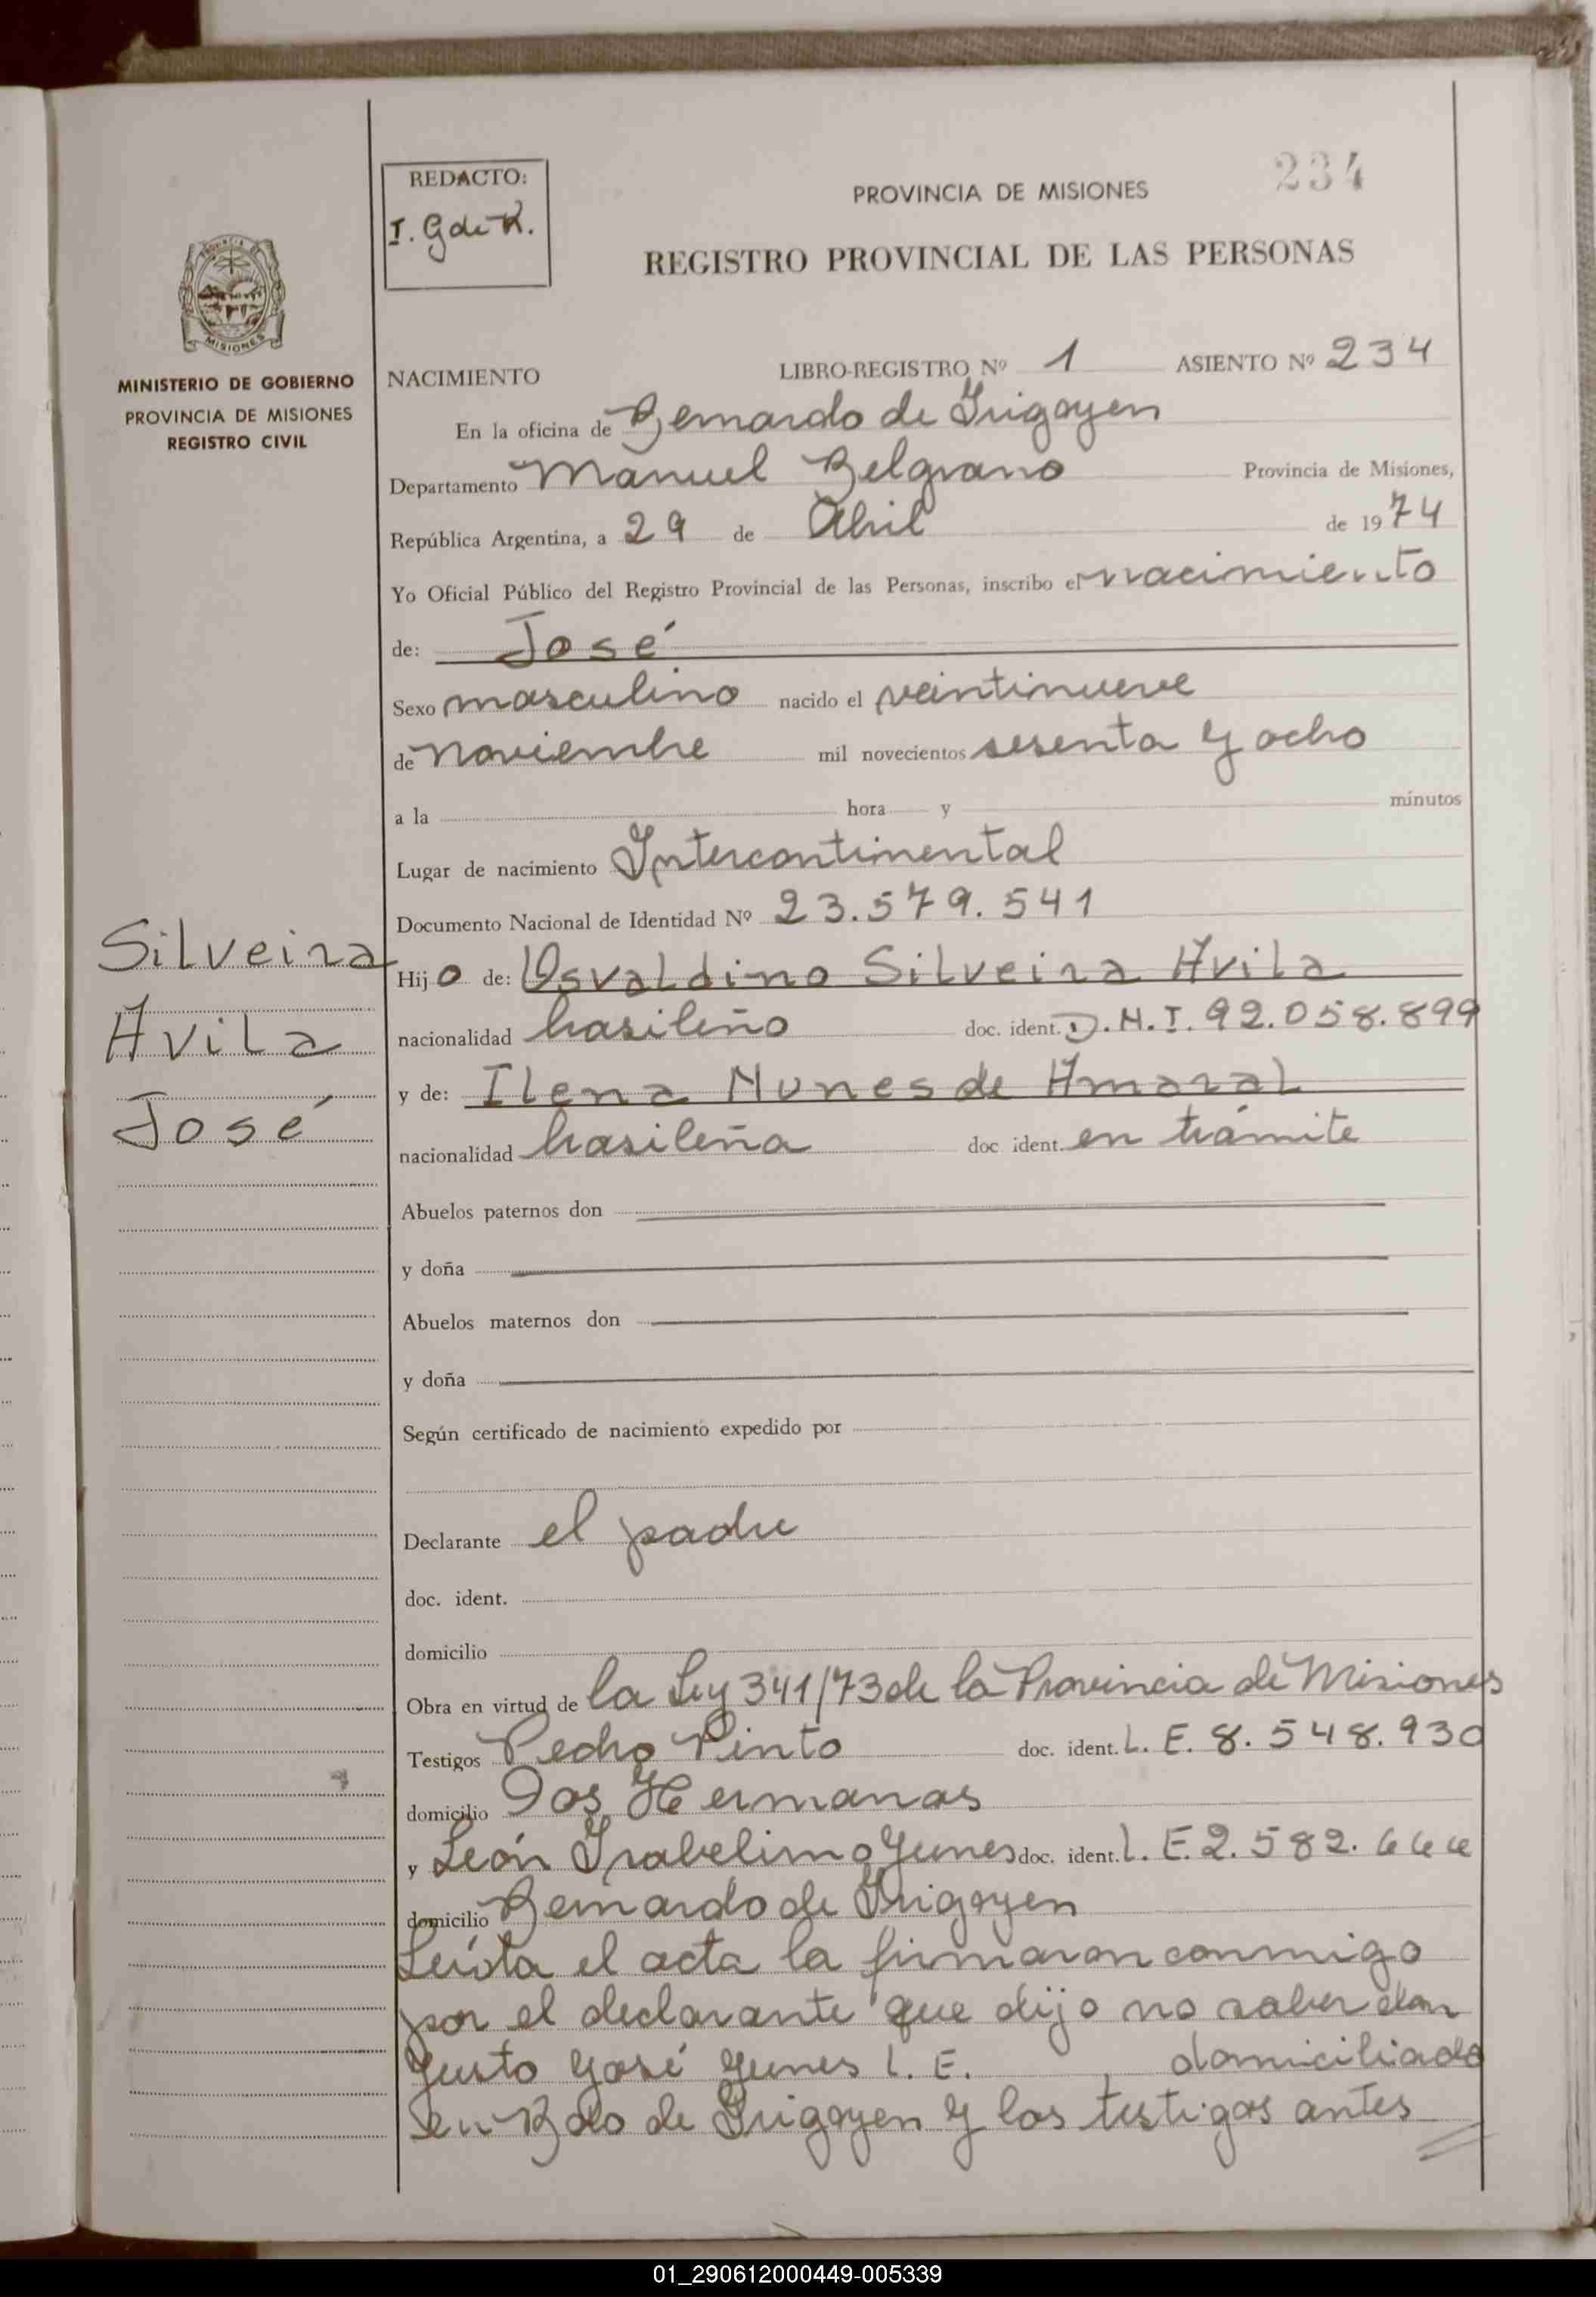 234
REDACTO:
I. G de K.
PROVINCIA DE MISIONES
REGISTRO PROVINCIAL DE LAS PERSONAS
MISIONES
MINISTERIO DE GOBIERNO
PROVINCIA DE MISIONES
REGISTRO CIVIL
NACIMIENTO LIBRO-REGISTRO Nº 1 ASIENTO Nº 234
En la oficina de Bernardo de Irigoyen
Departamento Manuel Belgrano Provincia de Misiones,
República Argentina, a 29 de Abril de 1974
Yo Oficial Público del Registro Provincial de las Personas, inscribo el nacimiento
de: José
Sexo masculino nacido el veintinueve
de noviembre mil novecientos sesenta y ocho
a la hora y minutos
Lugar de nacimiento Intercontinental
Documento Nacional de Identidad Nº 23.579.541
Silveira
Avila
José
Hijo de: Osvaldino Silveira Avila
nacionalidad brasileño doc. ident. D.N.I. 92.058.899
y de: Ilena Nunes de Amaral
nacionalidad brasileña doc ident. en trámite
Abuelos paternos don
y doña
Abuelos maternos don
y doña
Según certificado de nacimiento expedido por
Declarante el padre
doc. ident.
domicilio
Obra en virtud de la Ley 341/73 de la Provincia de Misiones
Testigos Pedro Pinto doc. ident. L. E. 8.548.930
domicilio Dos Hermanas
y León Isabelino Yunes doc. ident. L. E. 2.582.666
domicilio Bernardo de Irigoyen
Leída el acta la firmaron conmigo
por el declarante que dijo no saber don
Justo José Yunes L. E. domiciliado
en Bdo de Irigoyen y los testigos antes
01_290612000449-005339